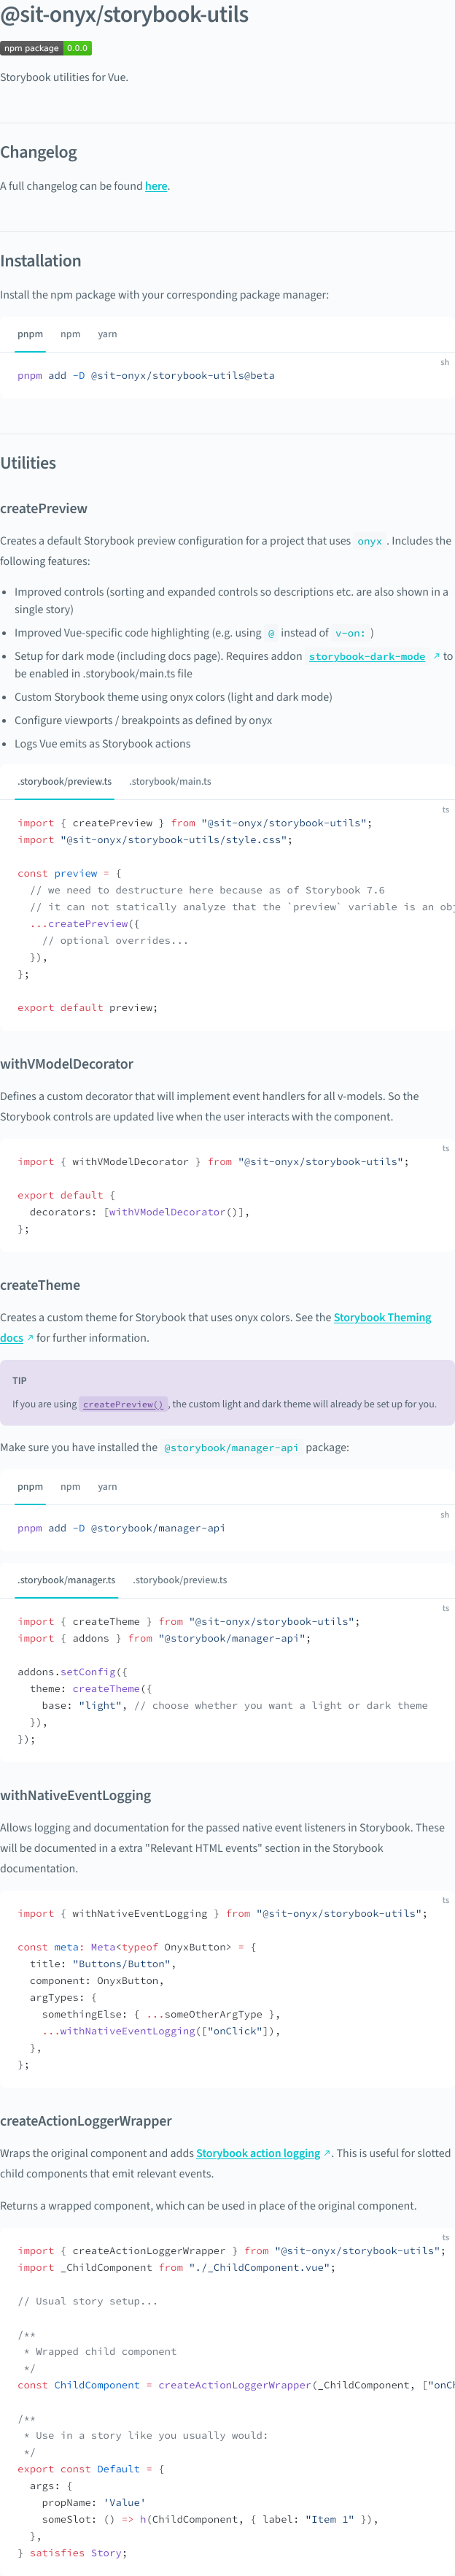 @sit-onyx/storybook-utils
npm package 0.0.0
Storybook utilities for Vue.
Changelog
A full changelog can be found here.
Installation
Install the npm package with your corresponding package manager:
pnpm npm yarn
sh
pnpm add -D @sit-onyx/storybook-utils@beta
Utilities
createPreview
Creates a default Storybook preview configuration for a project that uses onyx . Includes the
following features:
• Improved controls (sorting and expanded controls so descriptions etc. are also shown in a
single story)
• Improved Vue-specific code highlighting (e.g. using @ instead of v-on: )
• Setup for dark mode (including docs page). Requires addon storybook-dark-mode ↗ to
be enabled in .storybook/main.ts file
• Custom Storybook theme using onyx colors (light and dark mode)
• Configure viewports / breakpoints as defined by onyx
• Logs Vue emits as Storybook actions
.storybook/preview.ts .storybook/main.ts
ts
import { createPreview } from "@sit-onyx/storybook-utils";
import "@sit-onyx/storybook-utils/style.css";

const preview = {
  // we need to destructure here because as of Storybook 7.6
  // it can not statically analyze that the `preview` variable is an obj
  ...createPreview({
    // optional overrides...
  }),
};

export default preview;
withVModelDecorator
Defines a custom decorator that will implement event handlers for all v-models. So the
Storybook controls are updated live when the user interacts with the component.
ts
import { withVModelDecorator } from "@sit-onyx/storybook-utils";

export default {
  decorators: [withVModelDecorator()],
};
createTheme
Creates a custom theme for Storybook that uses onyx colors. See the Storybook Theming
docs ↗ for further information.
TIP
If you are using createPreview() , the custom light and dark theme will already be set up for you.
Make sure you have installed the @storybook/manager-api package:
pnpm npm yarn
sh
pnpm add -D @storybook/manager-api
.storybook/manager.ts .storybook/preview.ts
ts
import { createTheme } from "@sit-onyx/storybook-utils";
import { addons } from "@storybook/manager-api";

addons.setConfig({
  theme: createTheme({
    base: "light", // choose whether you want a light or dark theme
  }),
});
withNativeEventLogging
Allows logging and documentation for the passed native event listeners in Storybook. These
will be documented in a extra "Relevant HTML events" section in the Storybook
documentation.
ts
import { withNativeEventLogging } from "@sit-onyx/storybook-utils";

const meta: Meta<typeof OnyxButton> = {
  title: "Buttons/Button",
  component: OnyxButton,
  argTypes: {
    somethingElse: { ...someOtherArgType },
    ...withNativeEventLogging(["onClick"]),
  },
};
createActionLoggerWrapper
Wraps the original component and adds Storybook action logging ↗. This is useful for slotted
child components that emit relevant events.
Returns a wrapped component, which can be used in place of the original component.
ts
import { createActionLoggerWrapper } from "@sit-onyx/storybook-utils";
import _ChildComponent from "./_ChildComponent.vue";

// Usual story setup...

/**
 * Wrapped child component
 */
const ChildComponent = createActionLoggerWrapper(_ChildComponent, ["onCh

/**
 * Use in a story like you usually would:
 */
export const Default = {
  args: {
    propName: 'Value'
    someSlot: () => h(ChildComponent, { label: "Item 1" }),
  },
} satisfies Story;